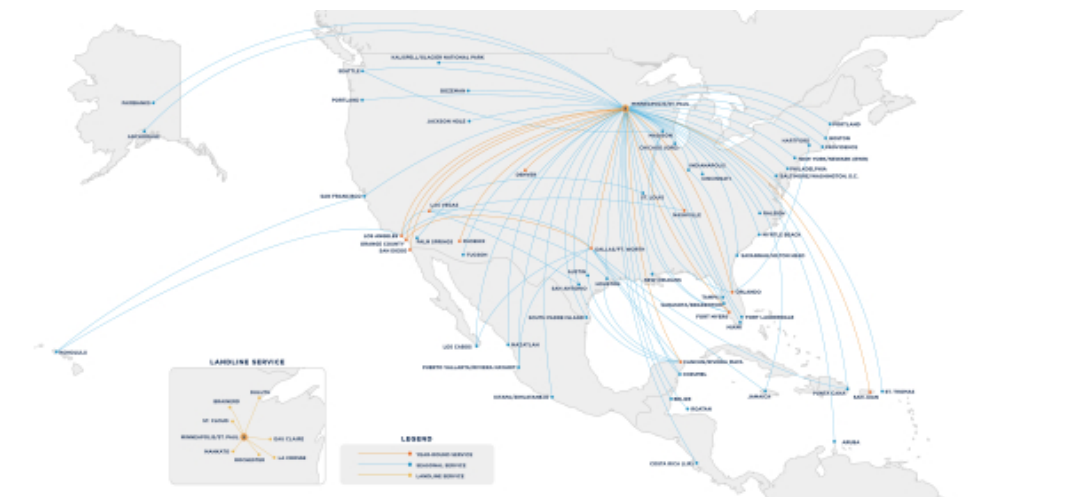 KALISPELL/GLACIER NATIONAL PARK
SEATTLE
BOZEMAN
PORTLAND
FAIRBANKS
MINNEAPOLIS/ST. PAUL
JACKSON HOLE
PORTLAND
ANCHORAGE
MADISON
BOSTON
HARTFORD
PROVIDENCE
NEW YORK/NEWARK
INDIANAPOLIS
PHILADELPHIA
DENVER
CINCINNATI
BALTIMORE/WASHINGTON D.C.
SAN FRANCISCO
ST. LOUIS
LAS VEGAS
NASHVILLE
RALEIGH
LOS ANGELES
MYRTLE BEACH
ORANGE COUNTY
PALM SPRINGS
PHOENIX
SAN DIEGO
DALLAS/FT. WORTH
TUCSON
SAVANNAH/HILTON HEAD
AUSTIN
NEW ORLEANS
HOUSTON
SAN ANTONIO
ORLANDO
TAMPA
SARASOTA/BRADENTON
SOUTH PADRE ISLAND
FORT MYERS
FORT LAUDERDALE
MIAMI
LOS CABOS
MAZATLAN
HONOLULU
CANCUN/RIVIERA MAYA
PUERTO VALLARTA/RIVIERA NAYARIT
COZUMEL
IXTAPA/ZIHUATANEJO
BELIZE
JAMAICA
PUNTA CANA
SAN JUAN
ST. THOMAS
ROATAN
ARUBA
COSTA RICA (LIR)
LANDLINE SERVICE
DULUTH
BRAINERD
ST. CLOUD
MINNEAPOLIS/ST. PAUL
EAU CLAIRE
MANKATO
ROCHESTER
LA CROSSE
LEGEND
YEAR-ROUND SERVICE
SEASONAL SERVICE
LANDLINE SERVICE